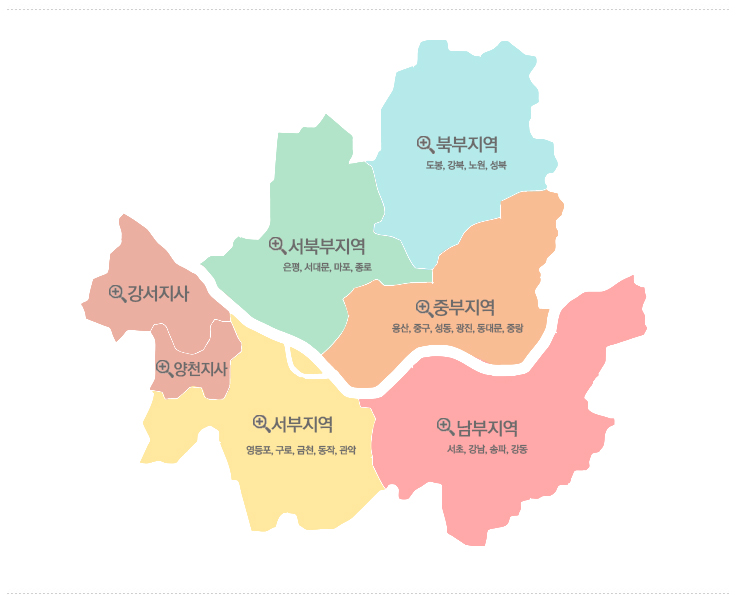 북부지역
도봉, 강북, 노원, 성북
서북부지역
은평, 서대문, 마포, 종로
강서지사
중부지역
용산, 중구, 성동, 광진, 동대문, 중랑
양천지사
서부지역
영등포, 구로, 금천, 동작, 관악
남부지역
서초, 강남, 송파, 강동